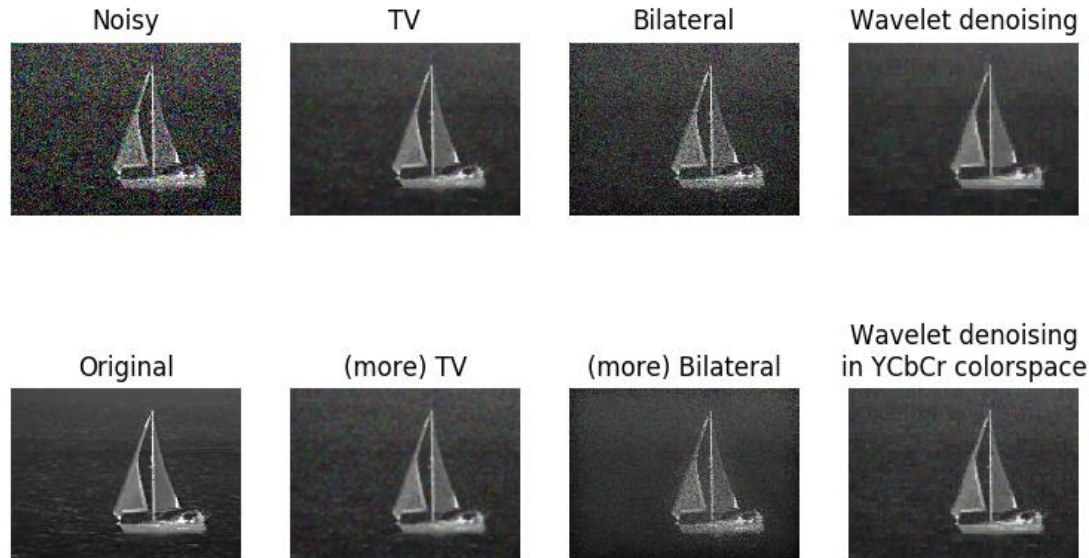 Noisy
TV
Bilateral
Wavelet denoising
Original
(more) TV
(more) Bilateral
Wavelet denoising
in YCbCr colorspace